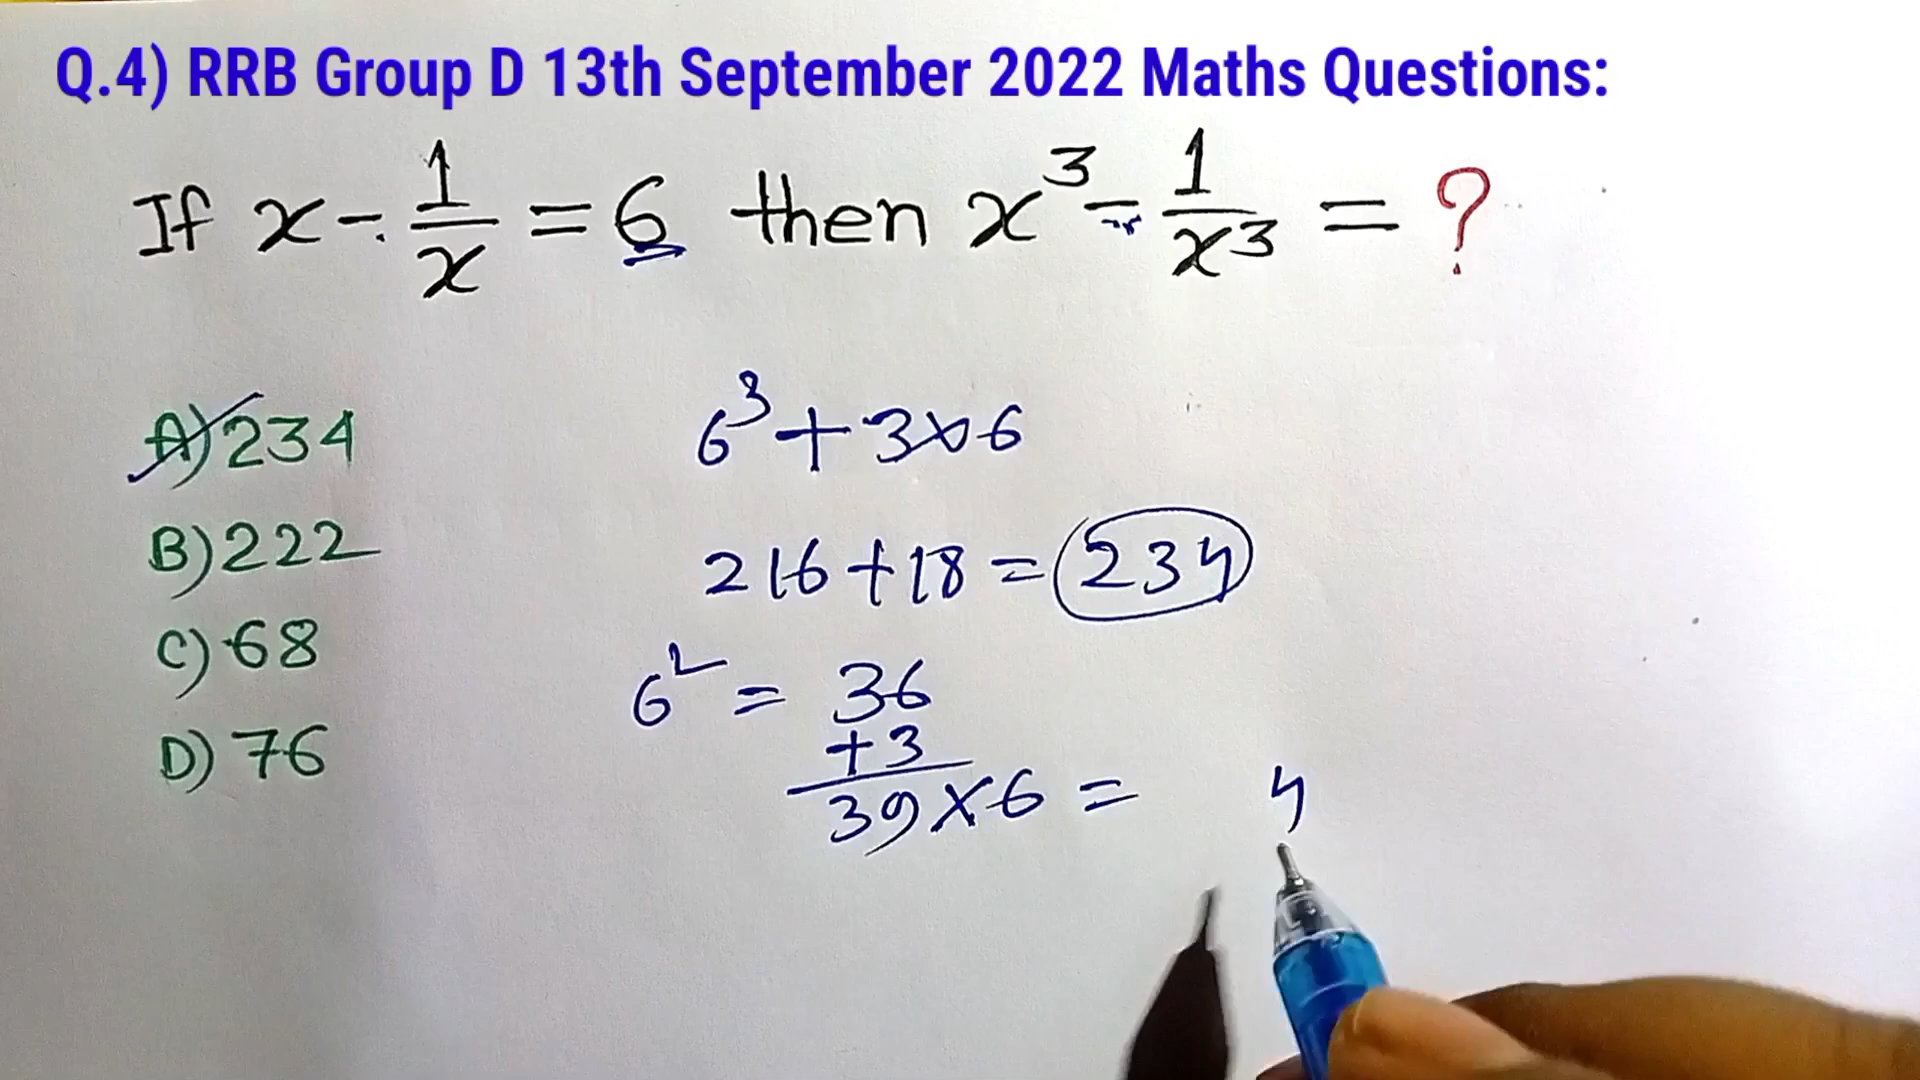 Q.4) RRB Group D 13th September 2022 Maths Questions:
If x - 1/x = 6 then x³ - 1/x³ = ?
A) 234
B) 222
C) 68
D) 76
6³ + 3×6
216 + 18 = 234
6² = 36
+3
39 × 6 = 4